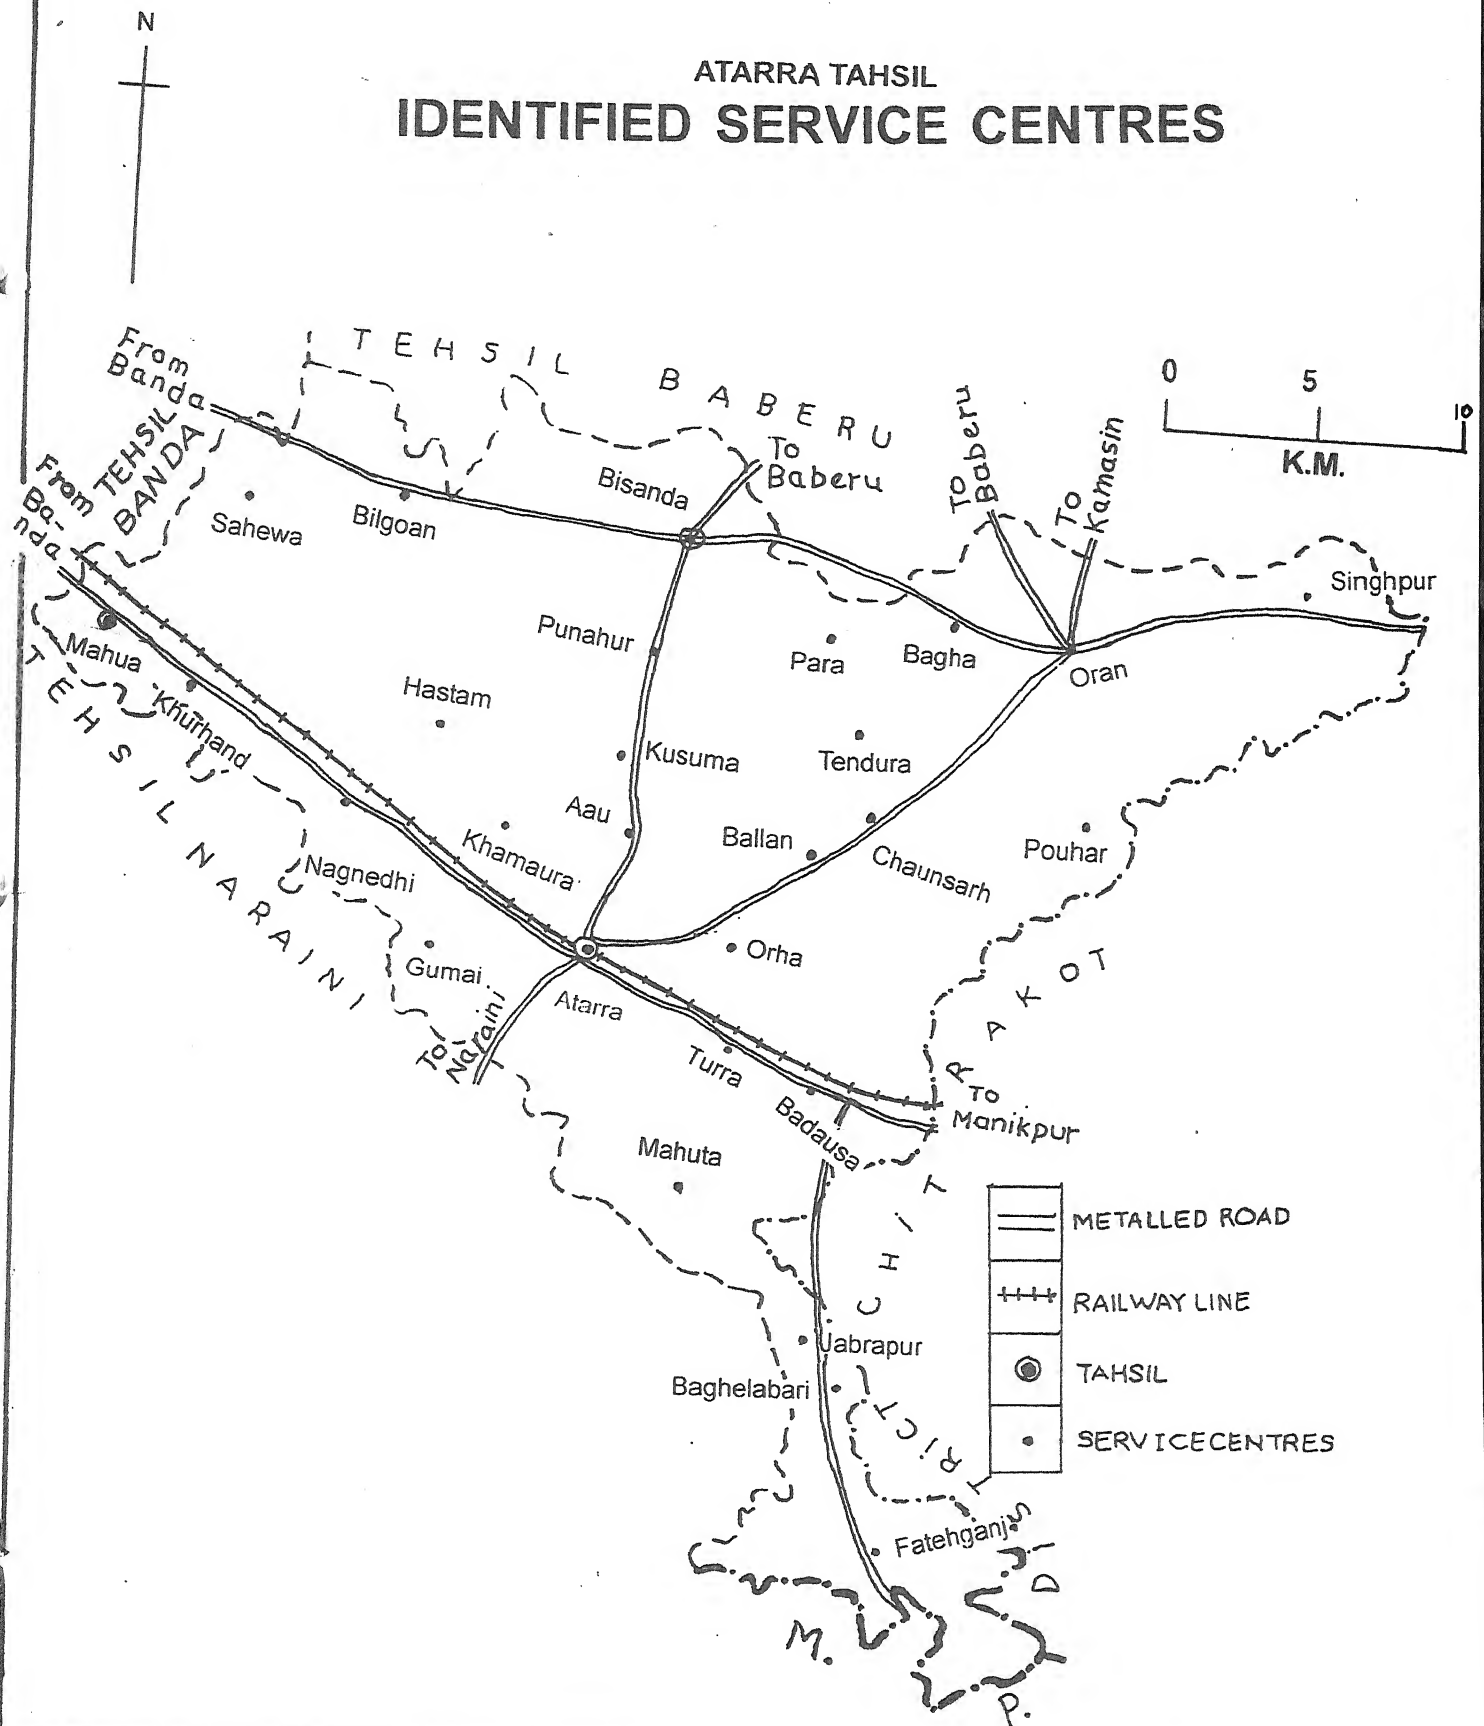 N
ATARRA TAHSIL
IDENTIFIED SERVICE CENTRES
0 5 10
K.M.
From
Banda
TEHSIL BABERU
TEHSIL
BANDA
From
Ba-
nda
To
Baberu
To
Baberu
To
Kamasin
Bisanda
Sahewa
Bilgoan
Singhpur
Punahur
Para
Bagha
Oran
Mahua
Khurhand
Hastam
Kusuma
Tendura
Aau
Ballan
Chaunsarh
Pouhar
Khamaura
Nagnedhi
TEHSIL NARAINI
Gumai
Orha
Atarra
To
Naraini
Turra
Badausa
To
Manikpur
Mahuta
Jabrapur
Baghelabari
Fatehganj
DISTRICT CHITRAKOT
M. P.
METALLED ROAD
RAILWAY LINE
TAHSIL
SERVICECENTRES